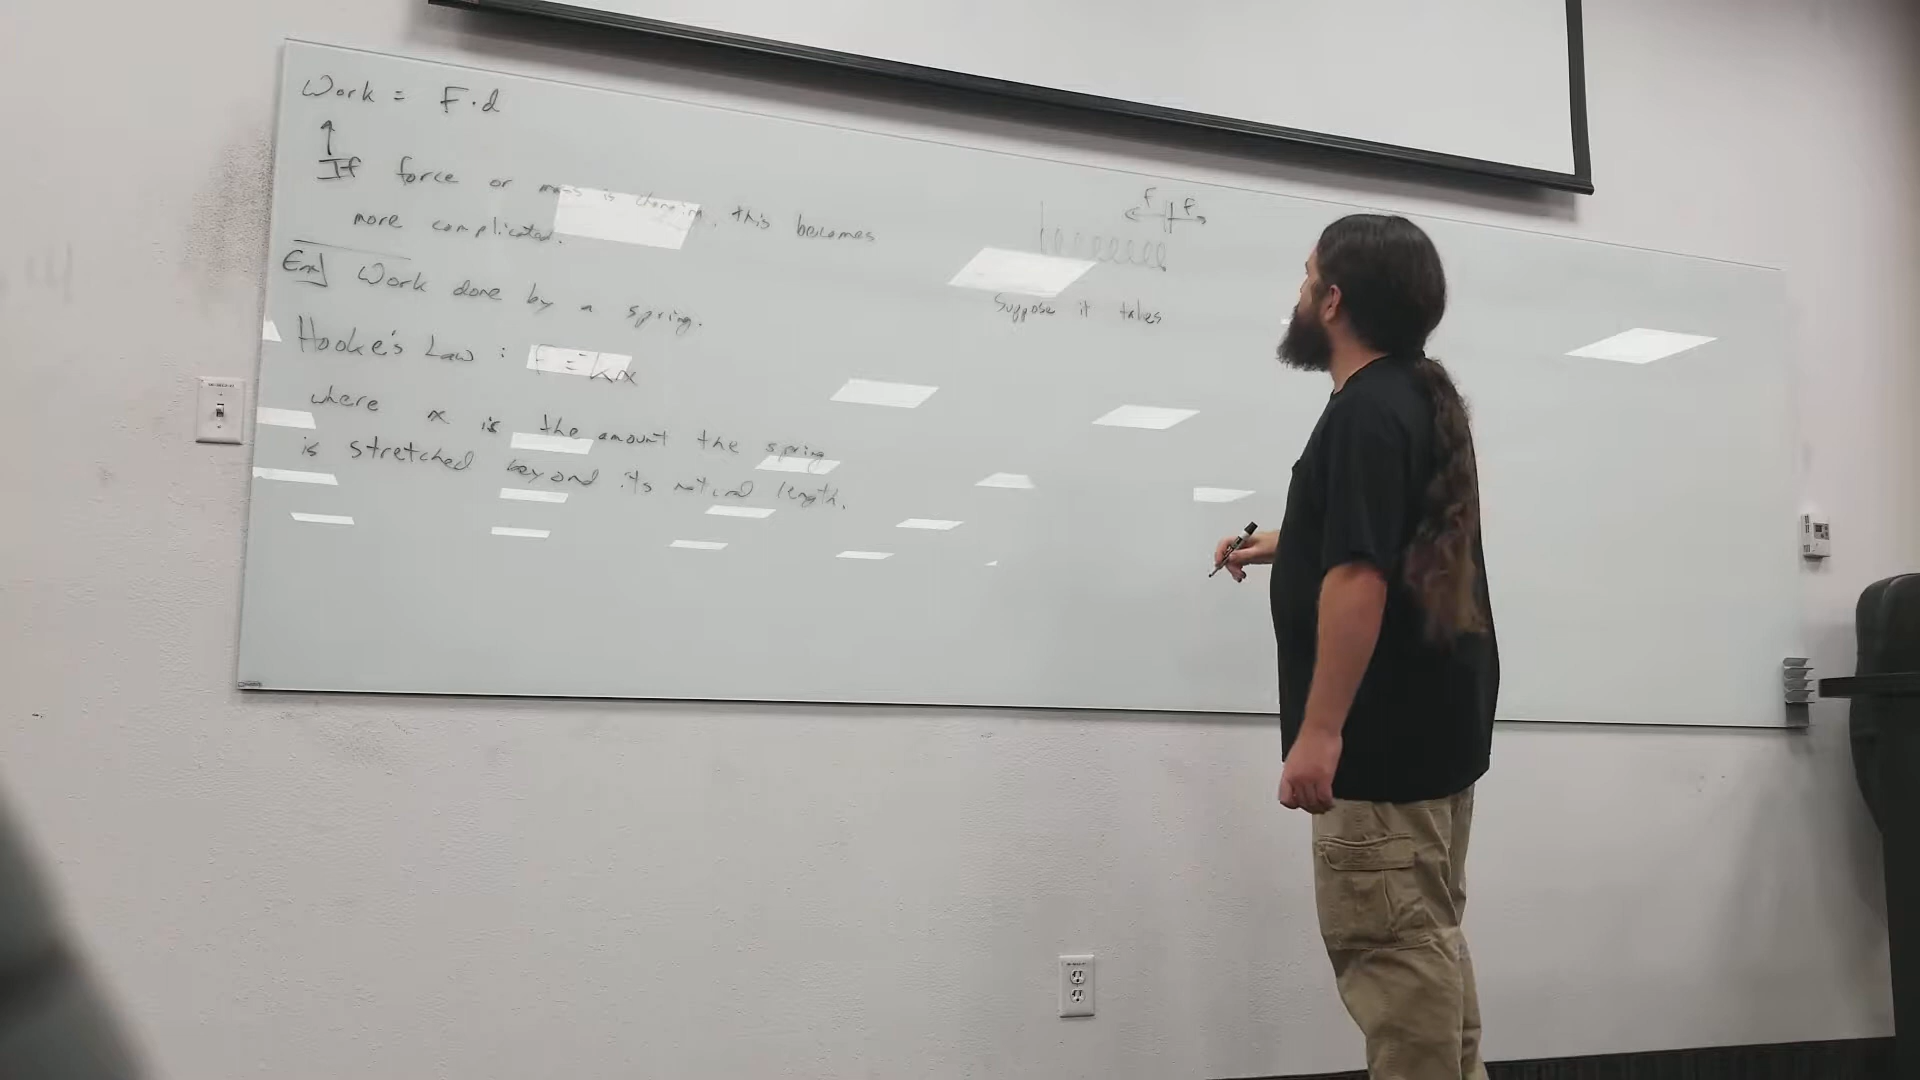 Work = F·d
If force or mass is changing, this becomes
more complicated.
Ex] Work done by a spring.
Hooke's Law : F = kx
where x is the amount the spring
is stretched beyond its natural length.
F F
Suppose it takes